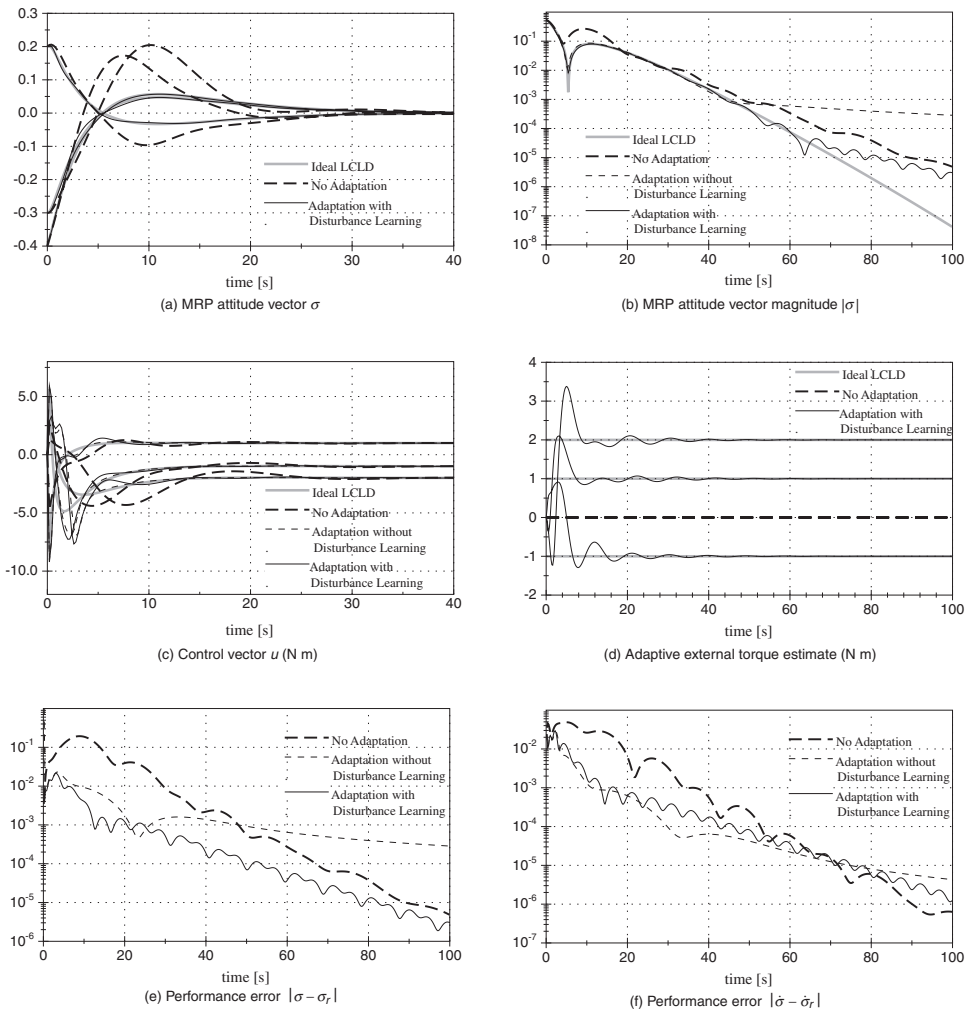 0.3
0.2
0.1
0.0
-0.1
-0.2
-0.3
-0.4
Ideal LCLD
No Adaptation
Adaptation with
Disturbance Learning
0 10 20 30 40
time [s]
(a) MRP attitude vector σ
10⁻¹
10⁻²
10⁻³
10⁻⁴
10⁻⁵
10⁻⁶
10⁻⁷
10⁻⁸
Ideal LCLD
No Adaptation
Adaptation without
Disturbance Learning
Adaptation with
Disturbance Learning
0 20 40 60 80 100
time [s]
(b) MRP attitude vector magnitude |σ|
5.0
0.0
-5.0
-10.0
Ideal LCLD
No Adaptation
Adaptation without
Disturbance Learning
Adaptation with
Disturbance Learning
0 10 20 30 40
time [s]
(c) Control vector u (N m)
4
3
2
1
0
-1
-2
Ideal LCLD
No Adaptation
Adaptation with
Disturbance Learning
0 20 40 60 80 100
time [s]
(d) Adaptive external torque estimate (N m)
10⁻¹
10⁻²
10⁻³
10⁻⁴
10⁻⁵
10⁻⁶
No Adaptation
Adaptation without
Disturbance Learning
Adaptation with
Disturbance Learning
0 20 40 60 80 100
time [s]
(e) Performance error |σ – σᵣ|
10⁻²
10⁻³
10⁻⁴
10⁻⁵
10⁻⁶
10⁻⁷
No Adaptation
Adaptation without
Disturbance Learning
Adaptation with
Disturbance Learning
0 20 40 60 80 100
time [s]
(f) Performance error |σ̇ – σ̇ᵣ|